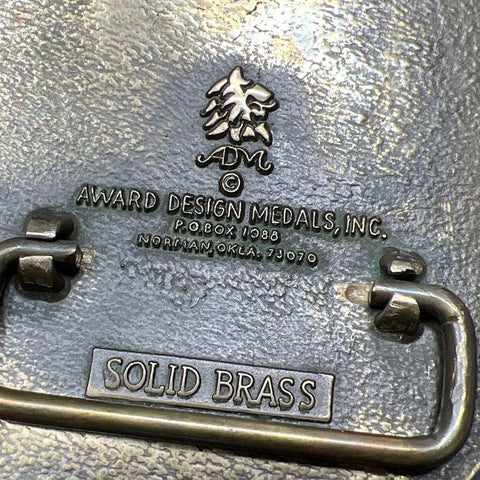 ADM
©
AWARD DESIGN MEDALS, INC.
P.O. BOX 1088
NORMAN, OKLA. 73070
SOLID BRASS